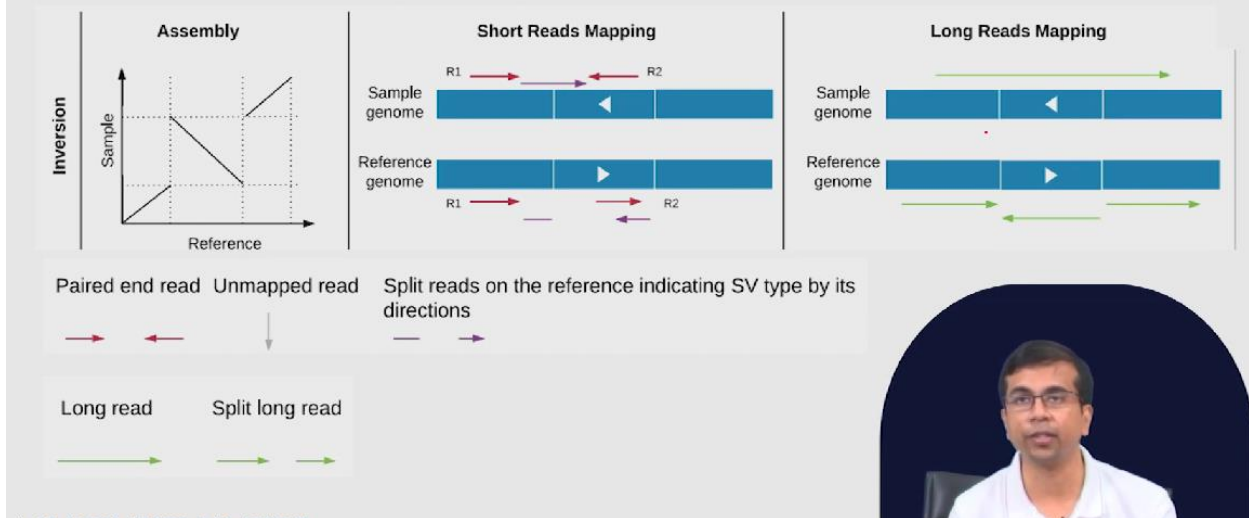 Assembly
Short Reads Mapping
Long Reads Mapping
Inversion
Sample
Reference
R1
R2
Sample
genome
Reference
genome
R1
R2
Sample
genome
Reference
genome
Paired end read
Unmapped read
Split reads on the reference indicating SV type by its
directions
Long read
Split long read